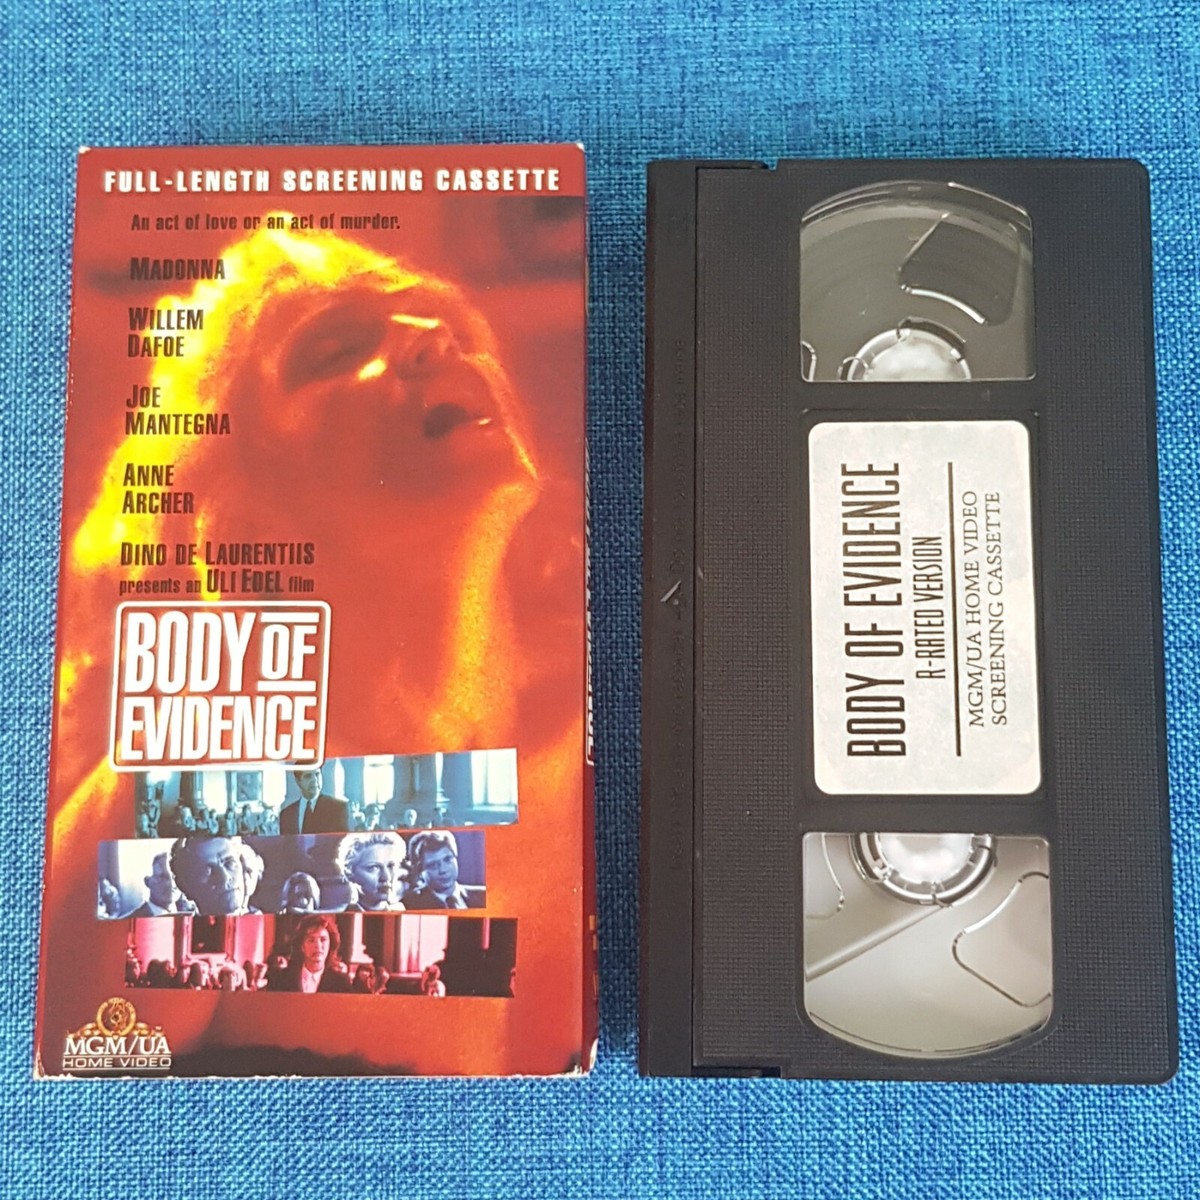 FULL-LENGTH SCREENING CASSETTE
An act of love or an act of murder.
MADONNA
WILLEM
DAFOE
JOE
MANTEGNA
ANNE
ARCHER
DINO DE LAURENTIIS
presents an ULI EDEL film
BODY OF
EVIDENCE
MGM/UA
HOME VIDEO
BODY OF EVIDENCE
R-RATED VERSION
MGM/UA HOME VIDEO
SCREENING CASSETTE